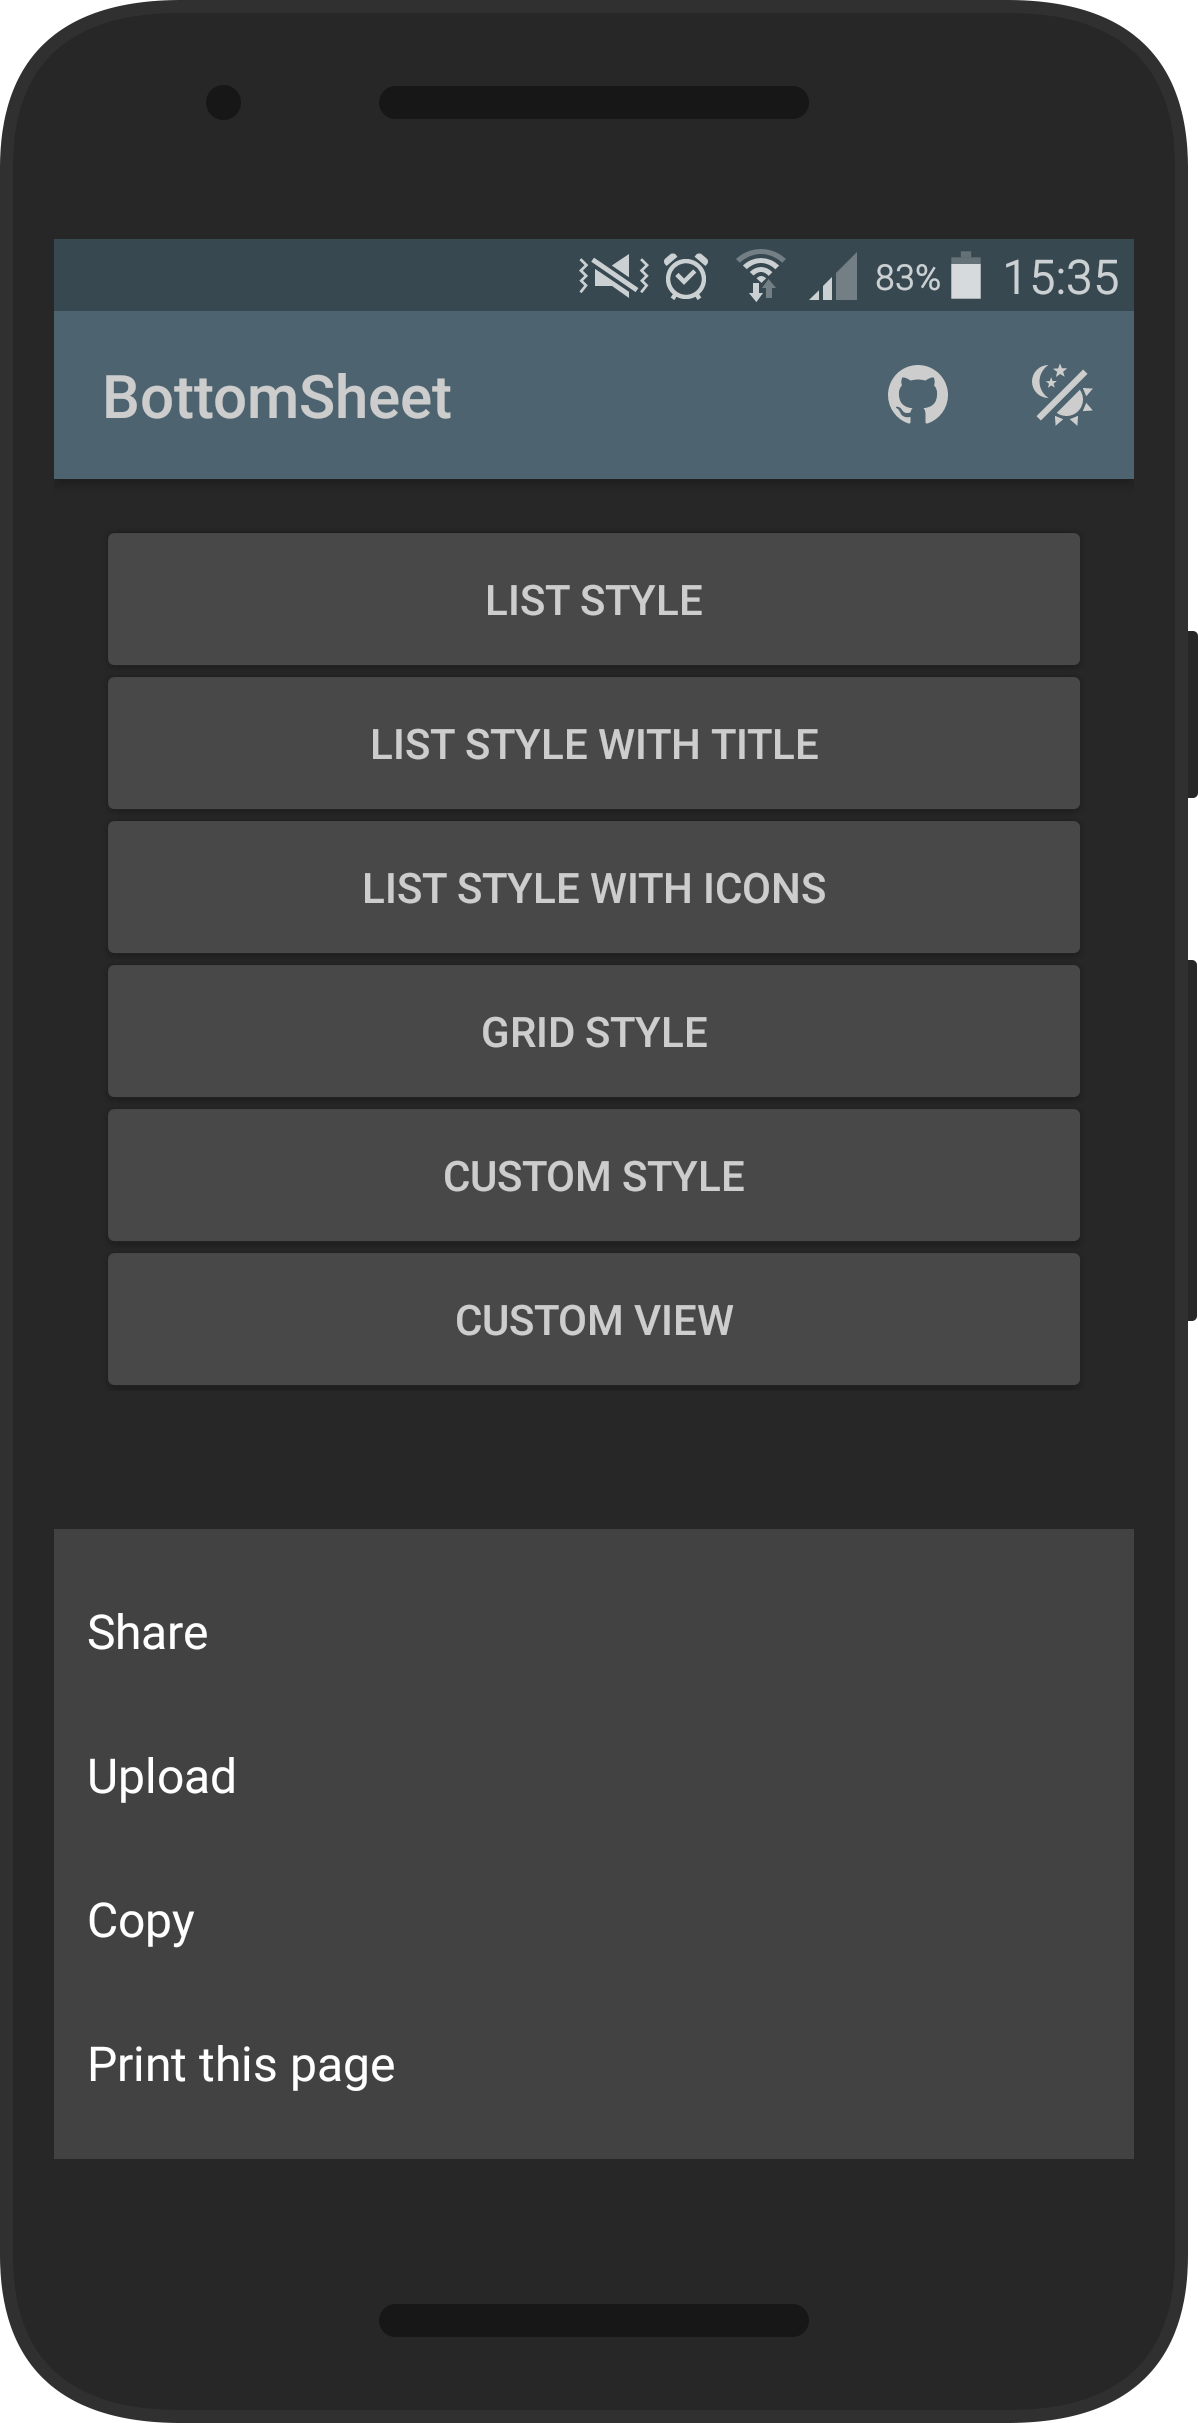 83% 15:35
BottomSheet
LIST STYLE
LIST STYLE WITH TITLE
LIST STYLE WITH ICONS
GRID STYLE
CUSTOM STYLE
CUSTOM VIEW
Share
Upload
Copy
Print this page